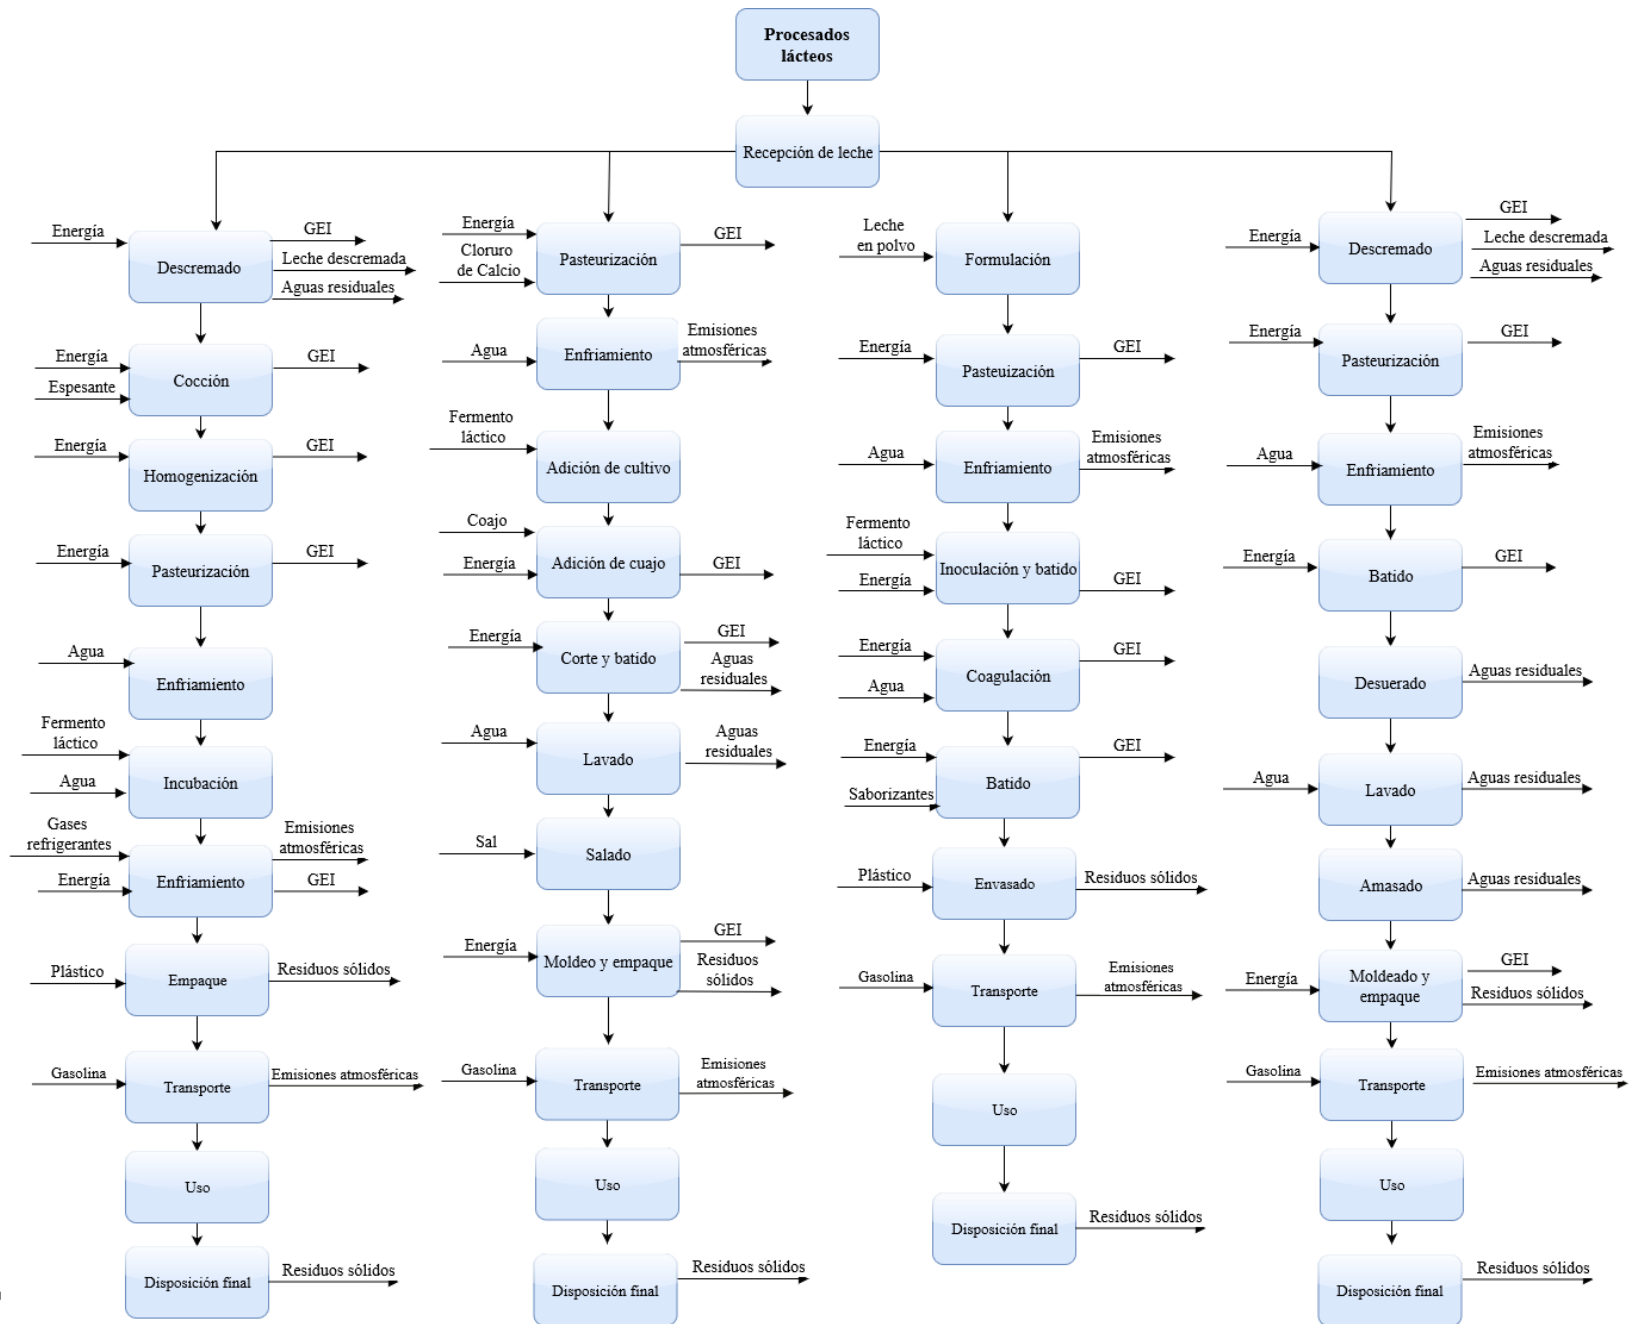 Procesados
lácteos
Recepción de leche
Energía
Descremado
GEI
Leche descremada
Aguas residuales
Energía
Espesante
Cocción
GEI
Energía
Homogenización
GEI
Energía
Pasteurización
GEI
Agua
Enfriamiento
Fermento
láctico
Agua
Incubación
Gases
refrigerantes
Energía
Enfriamiento
Emisiones
atmosféricas
GEI
Plástico
Empaque
Residuos sólidos
Gasolina
Transporte
Emisiones atmosféricas
Uso
Disposición final
Residuos sólidos
Energía
Cloruro
de Calcio
Pasteurización
GEI
Agua
Enfriamiento
Emisiones
atmosféricas
Fermento
láctico
Adición de cultivo
Coajo
Energía
Adición de cuajo
GEI
Energía
Corte y batido
GEI
Aguas
residuales
Agua
Lavado
Aguas
residuales
Sal
Salado
Energía
Moldeo y empaque
GEI
Residuos
sólidos
Gasolina
Transporte
Emisiones
atmosféricas
Uso
Disposición final
Residuos sólidos
Leche
en polvo
Formulación
Energía
Pasteuización
GEI
Agua
Enfriamiento
Emisiones
atmosféricas
Fermento
láctico
Energía
Inoculación y batido
GEI
Energía
Agua
Coagulación
GEI
Energía
Saborizantes
Batido
GEI
Plástico
Envasado
Residuos sólidos
Gasolina
Transporte
Emisiones
atmosféricas
Uso
Disposición final
Residuos sólidos
Energía
Descremado
GEI
Leche descremada
Aguas residuales
Energía
Pasteurización
GEI
Agua
Enfriamiento
Emisiones
atmosféricas
Energía
Batido
GEI
Desuerado
Aguas residuales
Agua
Lavado
Aguas residuales
Amasado
Aguas residuales
Energía
Moldeado y
empaque
GEI
Residuos sólidos
Gasolina
Transporte
Emisiones atmosféricas
Uso
Disposición final
Residuos sólidos